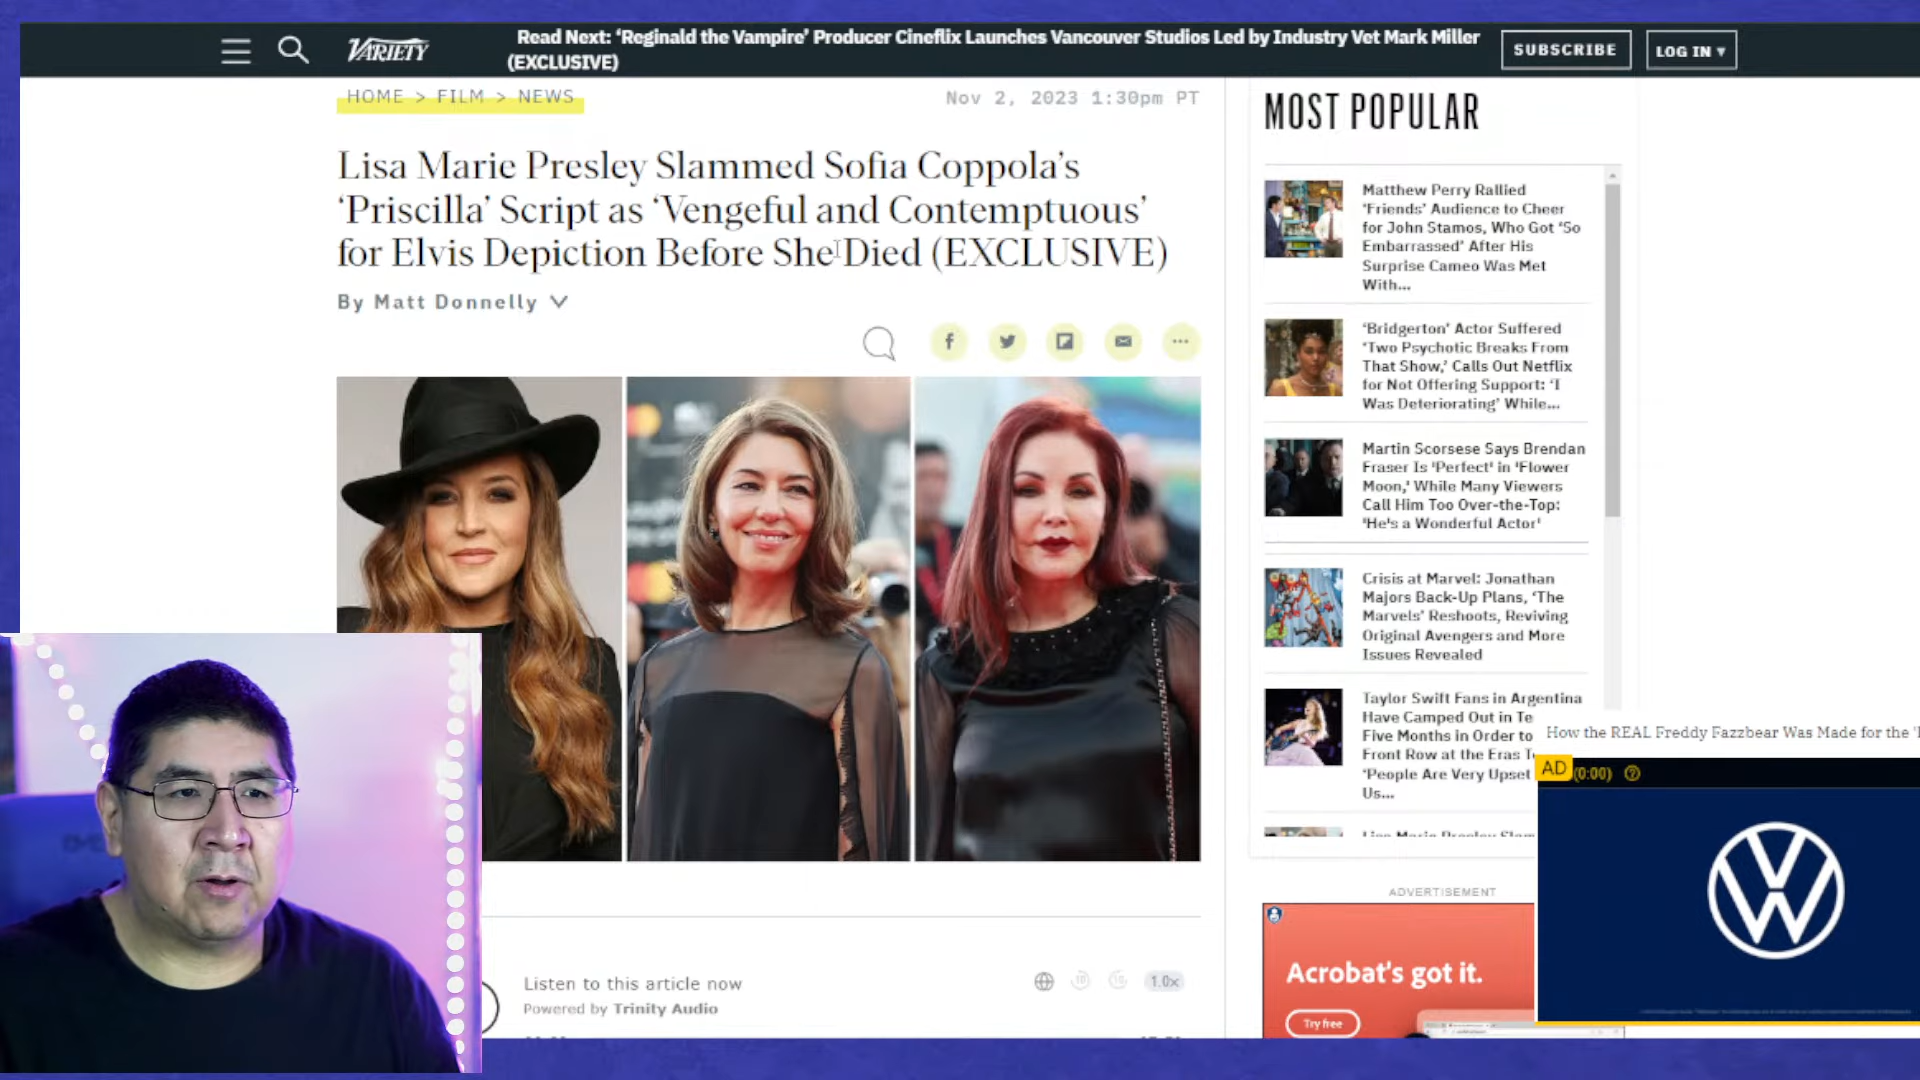 VARIETY
Read Next: ‘Reginald the Vampire’ Producer Cineflix Launches Vancouver Studios Led by Industry Vet Mark Miller
(EXCLUSIVE)
SUBSCRIBE
LOG IN ▾
HOME > FILM > NEWS
Nov 2, 2023 1:30pm PT
Lisa Marie Presley Slammed Sofia Coppola’s
‘Priscilla’ Script as ‘Vengeful and Contemptuous’
for Elvis Depiction Before She Died (EXCLUSIVE)
By Matt Donnelly
Listen to this article now
Powered by Trinity Audio
10
10
1.0x
MOST POPULAR
Matthew Perry Rallied
‘Friends’ Audience to Cheer
for John Stamos, Who Got ‘So
Embarrassed’ After His
Surprise Cameo Was Met
With...
‘Bridgerton’ Actor Suffered
‘Two Psychotic Breaks From
That Show,’ Calls Out Netflix
for Not Offering Support: ‘I
Was Deteriorating’ While...
Martin Scorsese Says Brendan
Fraser Is 'Perfect' in 'Flower
Moon,' While Many Viewers
Call Him Too Over-the-Top:
'He's a Wonderful Actor'
Crisis at Marvel: Jonathan
Majors Back-Up Plans, ‘The
Marvels’ Reshoots, Reviving
Original Avengers and More
Issues Revealed
Taylor Swift Fans in Argentina
Have Camped Out in Te
Five Months in Order to
Front Row at the Eras T
‘People Are Very Upset
Us...
Lisa Marie Presley Slam
How the REAL Freddy Fazzbear Was Made for the '
AD (0:00)
ADVERTISEMENT
Acrobat’s got it.
Try free